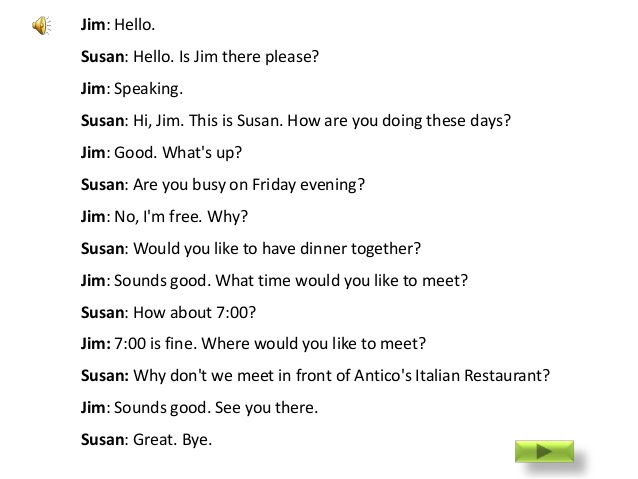 Jim: Hello.
Susan: Hello. Is Jim there please?
Jim: Speaking.
Susan: Hi, Jim. This is Susan. How are you doing these days?
Jim: Good. What's up?
Susan: Are you busy on Friday evening?
Jim: No, I'm free. Why?
Susan: Would you like to have dinner together?
Jim: Sounds good. What time would you like to meet?
Susan: How about 7:00?
Jim: 7:00 is fine. Where would you like to meet?
Susan: Why don't we meet in front of Antico's Italian Restaurant?
Jim: Sounds good. See you there.
Susan: Great. Bye.